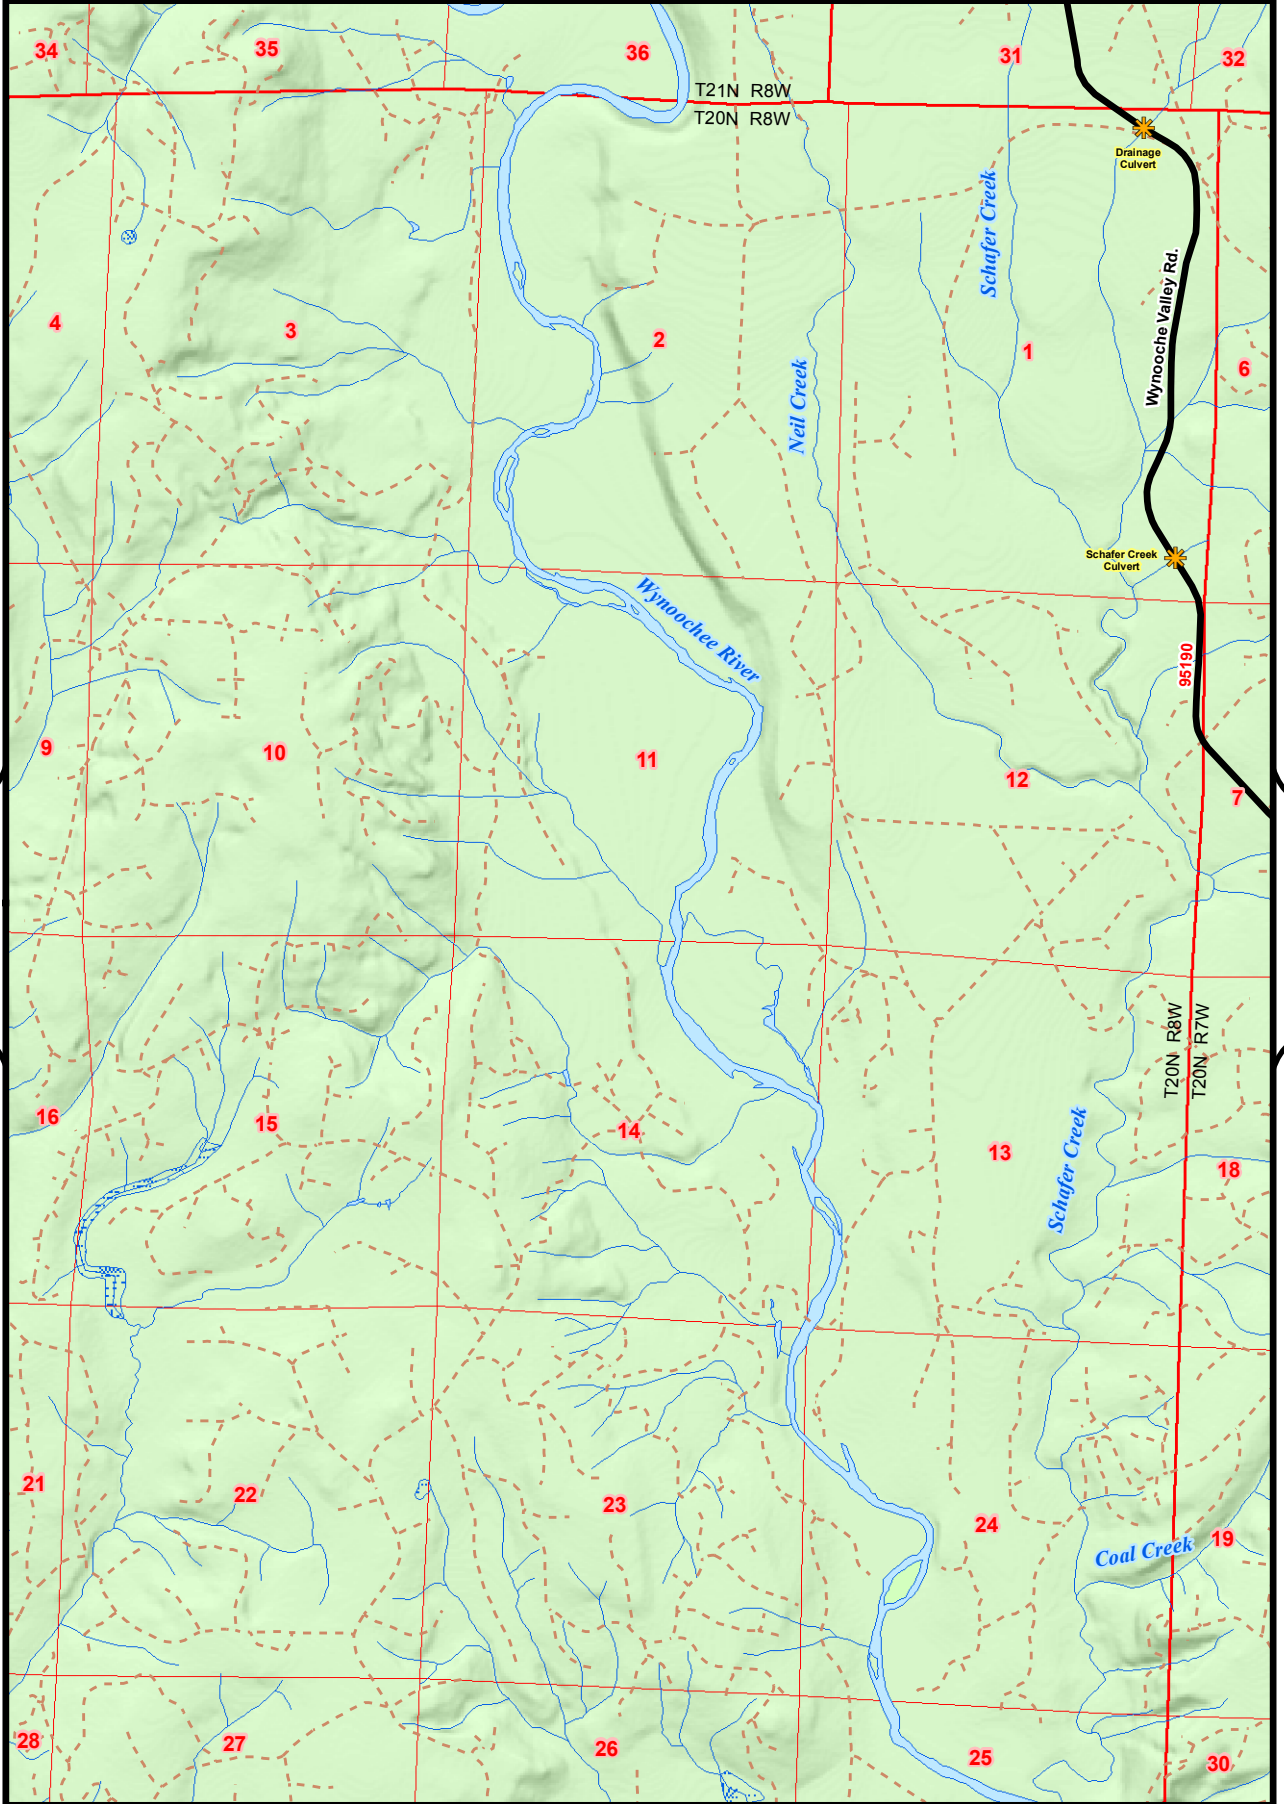 34
35
36
31
32
T21N R8W
T20N R8W
Drainage
Culvert
Schafer Creek
Wynooche Valley Rd.
4
3
2
1
6
Neil Creek
Schafer Creek
Culvert
Wynoochee River
95190
9
10
11
12
7
T20N R8W
T20N R7W
16
15
14
13
18
Schafer Creek
21
22
23
24
19
Coal Creek
28
27
26
25
30